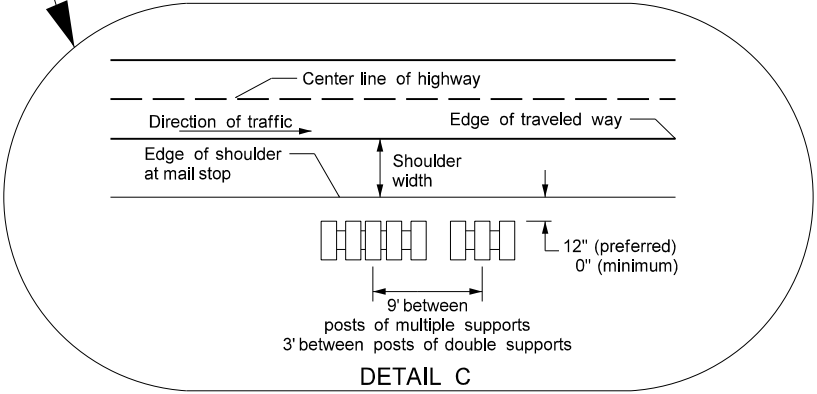 Center line of highway
Direction of traffic
Edge of traveled way
Edge of shoulder
at mail stop
Shoulder
width
12" (preferred)
0" (minimum)
9' between
posts of multiple supports
3' between posts of double supports
DETAIL C